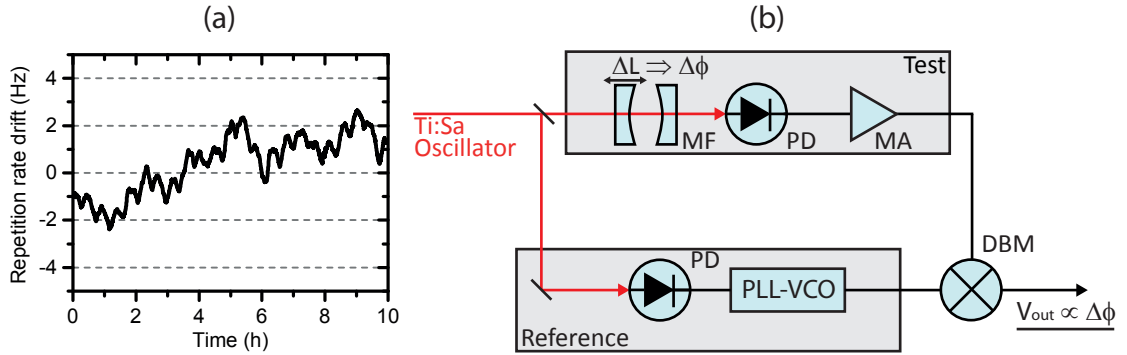 (a)
(b)
Repetition rate drift (Hz)
4
2
0
-2
-4
0
2
4
6
8
10
Time (h)
ΔL ⇒ Δϕ
Test
Ti:Sa
Oscillator
MF
PD
MA
DBM
PD
PLL-VCO
Reference
Vout ∝ Δϕ